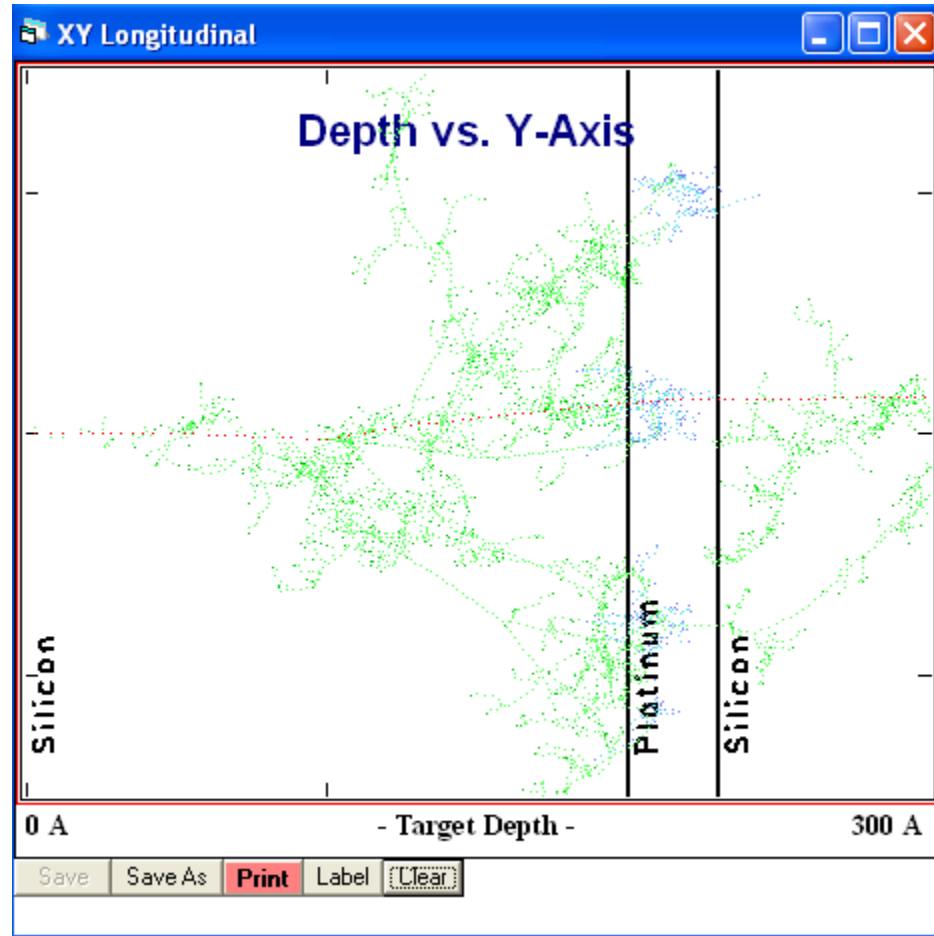 XY Longitudinal
Depth vs. Y-Axis
Silicon
Platinum
Silicon
0 A
- Target Depth -
300 A
Save
Save As
Print
Label
Clear